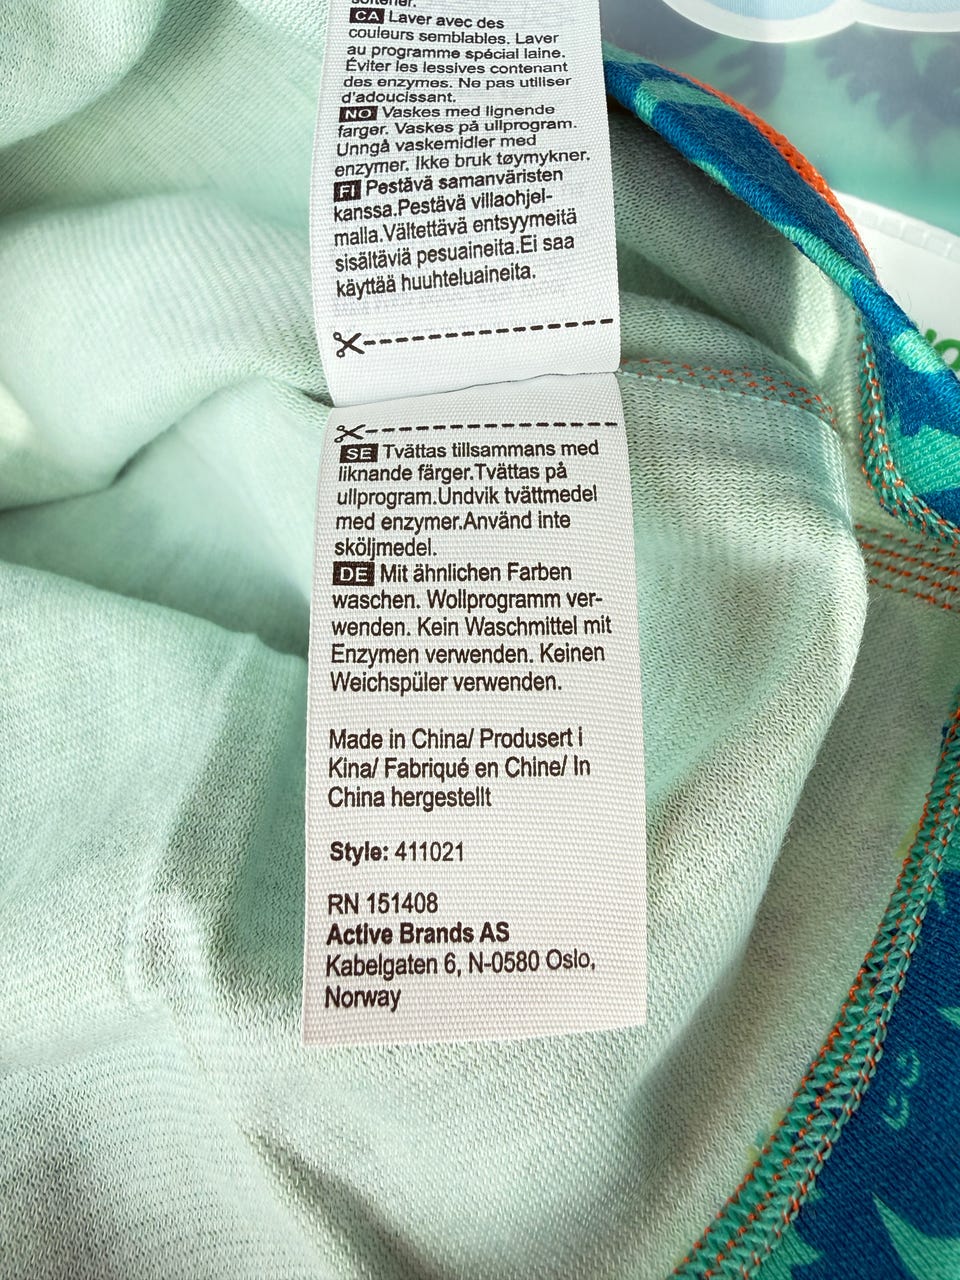 softener.
CA Laver avec des
couleurs semblables. Laver
au programme spécial laine.
Éviter les lessives contenant
des enzymes. Ne pas utiliser
d'adoucissant.
NO Vaskes med lignende
farger. Vaskes på ullprogram.
Unngå vaskemidler med
enzymer. Ikke bruk tøymykner.
FI Pestävä samanväristen
kanssa.Pestävä villaohjel-
malla.Vältettävä entsyymeitä
sisältäviä pesuaineita.Ei saa
käyttää huuhteluaineita.
SE Tvättas tillsammans med
liknande färger.Tvättas på
ullprogram.Undvik tvättmedel
med enzymer.Använd inte
sköljmedel.
DE Mit ähnlichen Farben
waschen. Wollprogramm ver-
wenden. Kein Waschmittel mit
Enzymen verwenden. Keinen
Weichspüler verwenden.
Made in China/ Produsert i
Kina/ Fabriqué en Chine/ In
China hergestellt
Style: 411021
RN 151408
Active Brands AS
Kabelgaten 6, N-0580 Oslo,
Norway